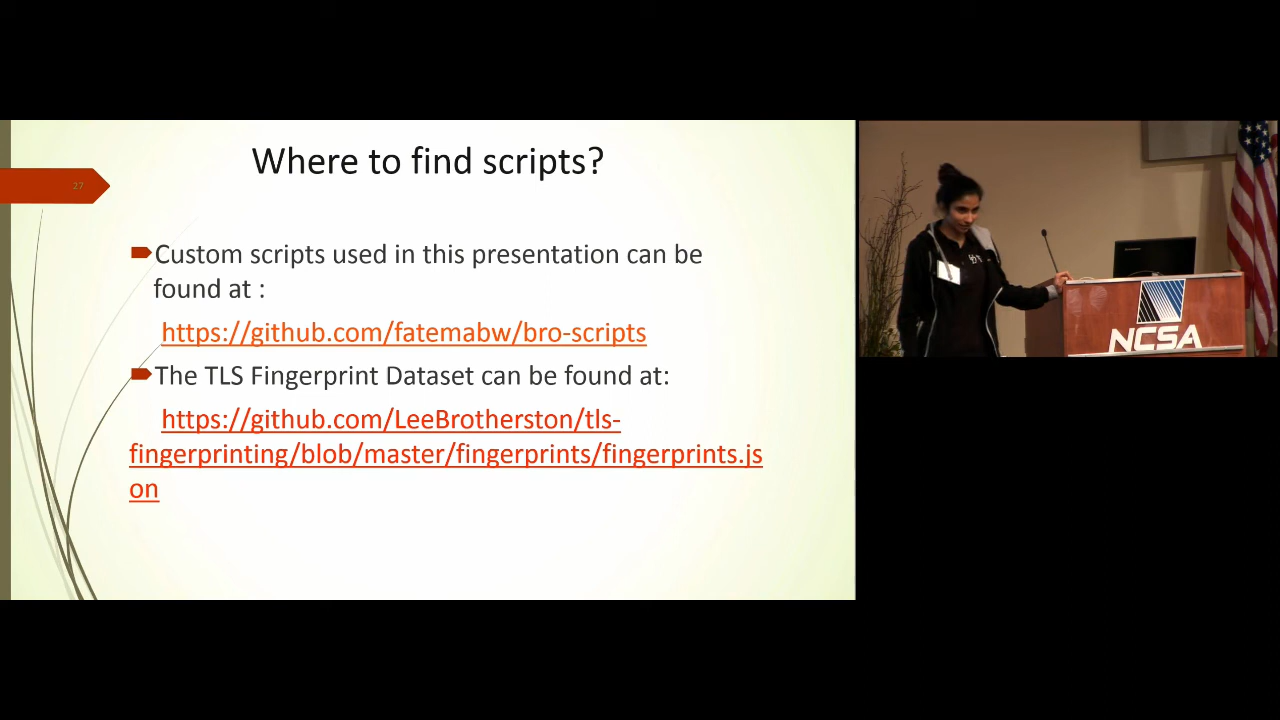 Where to find scripts?
27
Custom scripts used in this presentation can be
found at :
https://github.com/fatemabw/bro-scripts
The TLS Fingerprint Dataset can be found at:
https://github.com/LeeBrotherston/tls-
fingerprinting/blob/master/fingerprints/fingerprints.js
on
NCSA